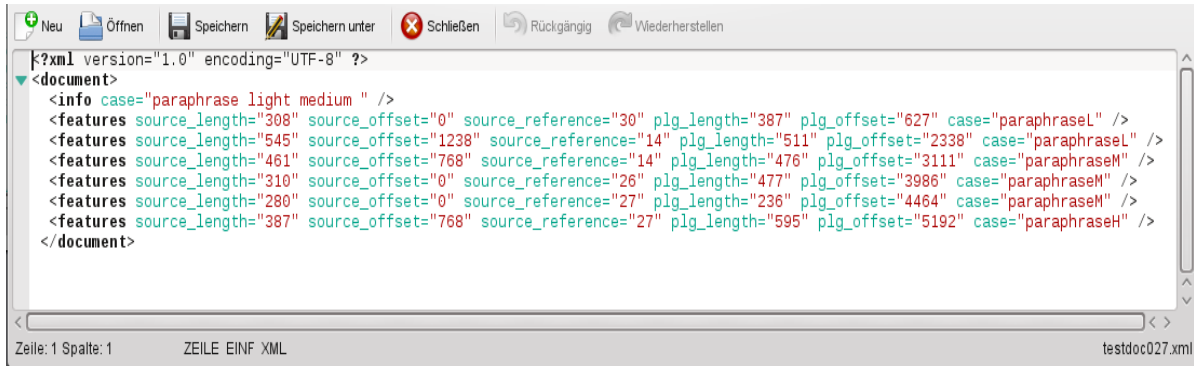 Neu Öffnen Speichern Speichern unter Schließen Rückgängig Wiederherstellen
<?xml version="1.0" encoding="UTF-8" ?>
<document>
<info case="paraphrase light medium " />
<features source_length="308" source_offset="0" source_reference="30" plg_length="387" plg_offset="627" case="paraphraseL" />
<features source_length="545" source_offset="1238" source_reference="14" plg_length="511" plg_offset="2338" case="paraphraseL" />
<features source_length="461" source_offset="768" source_reference="14" plg_length="476" plg_offset="3111" case="paraphraseM" />
<features source_length="310" source_offset="0" source_reference="26" plg_length="477" plg_offset="3986" case="paraphraseM" />
<features source_length="280" source_offset="0" source_reference="27" plg_length="236" plg_offset="4464" case="paraphraseM" />
<features source_length="387" source_offset="768" source_reference="27" plg_length="595" plg_offset="5192" case="paraphraseH" />
</document>
Zeile: 1 Spalte: 1 ZEILE EINF XML testdoc027.xml